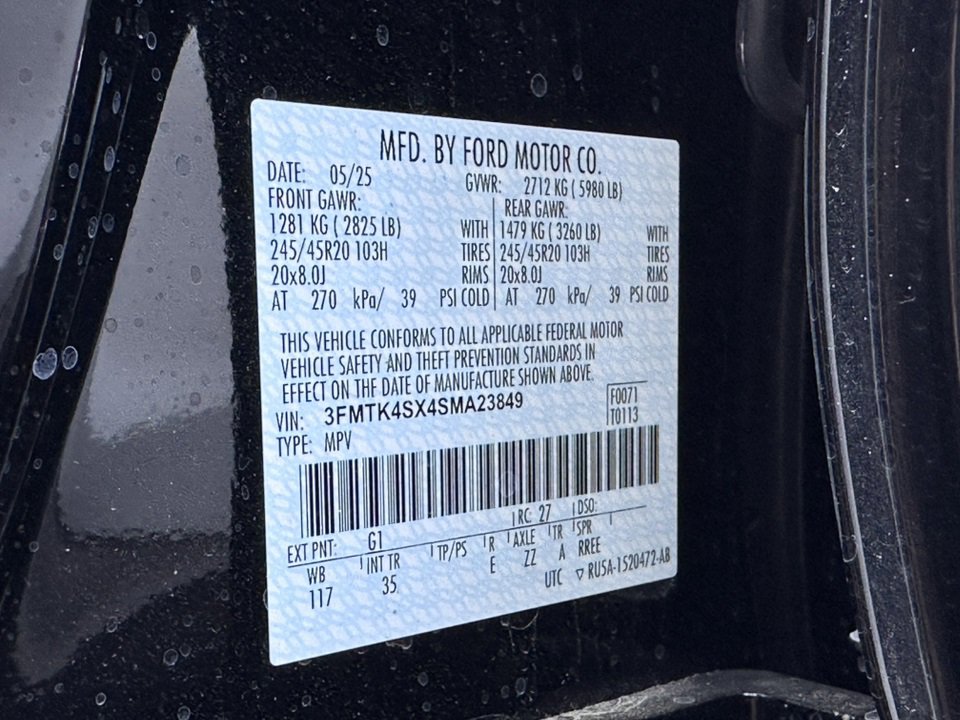 MFD. BY FORD MOTOR CO.
DATE: 05/25 GVWR: 2712 KG ( 5980 LB)
FRONT GAWR: REAR GAWR:
1281 KG ( 2825 LB) WITH 1479 KG ( 3260 LB) WITH
245/45R20 103H TIRES 245/45R20 103H TIRES
20x8.0J RIMS 20x8.0J RIMS
AT 270 kPa/ 39 PSI COLD AT 270 kPa/ 39 PSI COLD
THIS VEHICLE CONFORMS TO ALL APPLICABLE FEDERAL MOTOR
VEHICLE SAFETY AND THEFT PREVENTION STANDARDS IN
EFFECT ON THE DATE OF MANUFACTURE SHOWN ABOVE.
VIN: 3FMTK4SX4SMA23849 F0071
TYPE: MPV T0113
EXT PNT: G1 RC: 27 DSO:
WB INT TR TP/PS R AXLE TR SPR
117 35 E ZZ A RREE
UTC ▽ RU5A-1520472-AB